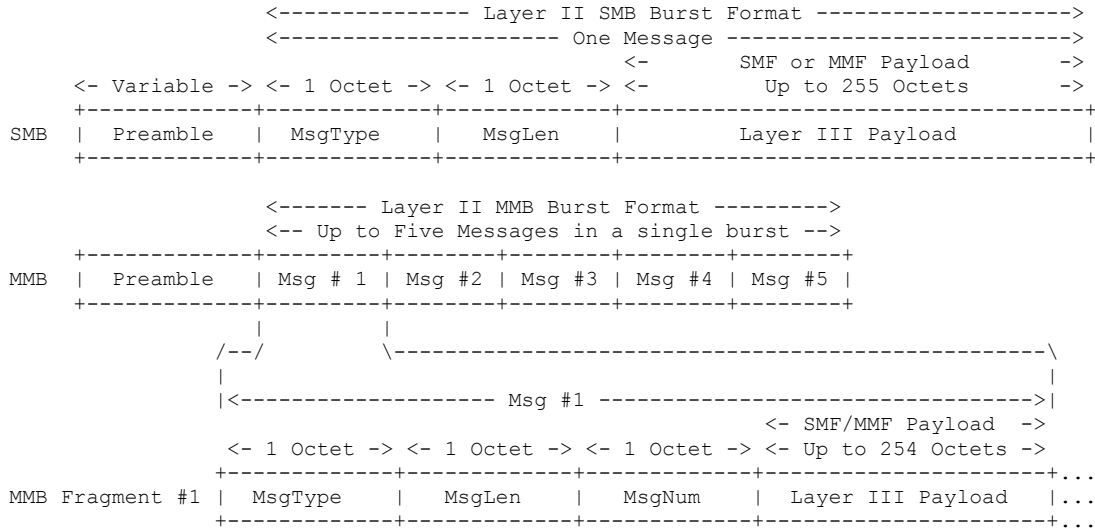 <--------------- Layer II SMB Burst Format -------------------->
<---------------------- One Message --------------------------->
<-       SMF or MMF Payload       ->
<- Variable -> <- 1 Octet -> <- 1 Octet -> <-         Up to 255 Octets         ->
+-------------+-------------+-------------+------------------------------------+
SMB | Preamble | MsgType | MsgLen | Layer III Payload |
+-------------+-------------+-------------+------------------------------------+
<------- Layer II MMB Burst Format --------->
<-- Up to Five Messages in a single burst -->
+-------------+---------+--------+--------+--------+--------+
MMB | Preamble | Msg # 1 | Msg #2 | Msg #3 | Msg #4 | Msg #5 |
+-------------+---------+--------+--------+--------+--------+
| |
/--/ \---------------------------------------------------\
| |
|<--------------------- Msg #1 ---------------------------------->|
<- SMF/MMF Payload ->
<- 1 Octet -> <- 1 Octet -> <- 1 Octet -> <- Up to 254 Octets ->
+-------------+-------------+-------------+----------------------+...
MMB Fragment #1 | MsgType | MsgLen | MsgNum | Layer III Payload |...
+-------------+-------------+-------------+----------------------+...